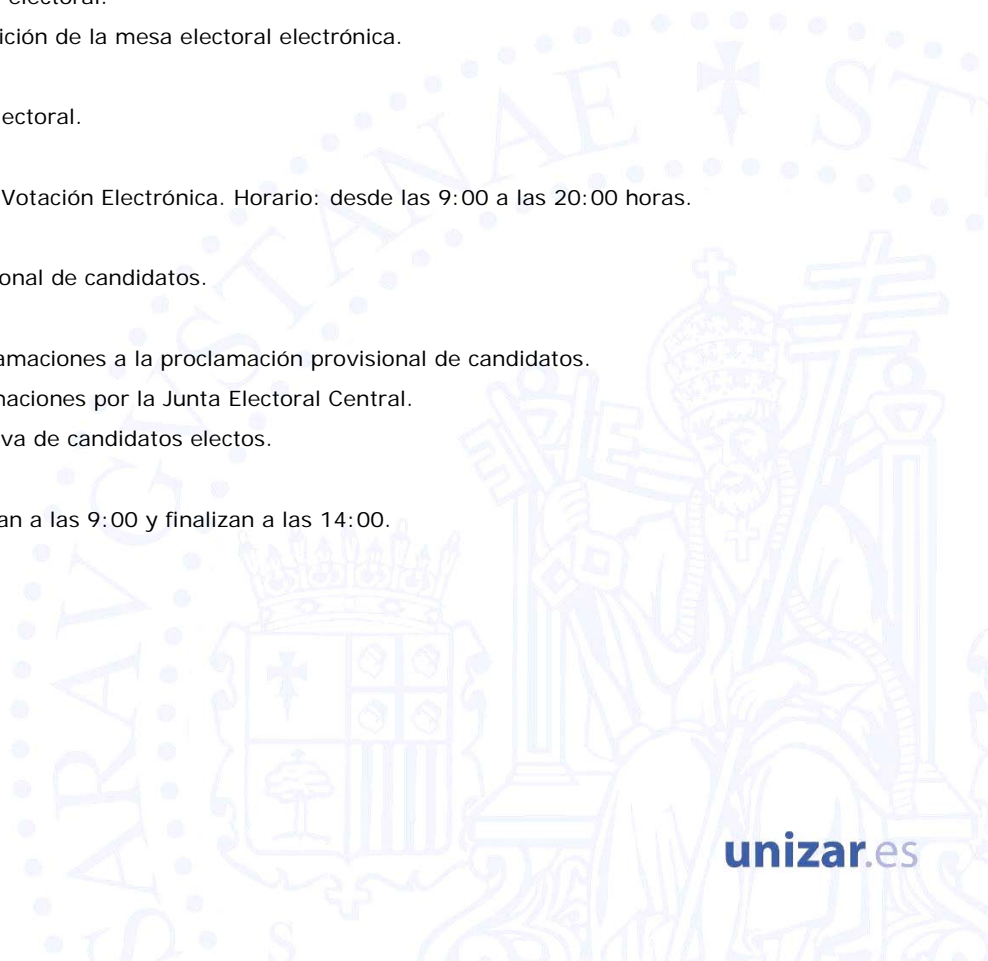 electoral.
ición de la mesa electoral electrónica.
ectoral.
Votación Electrónica. Horario: desde las 9:00 a las 20:00 horas.
onal de candidatos.
amaciones a la proclamación provisional de candidatos.
naciones por la Junta Electoral Central.
va de candidatos electos.
an a las 9:00 y finalizan a las 14:00.
SARAVGVSTANAE ST
unizar.es
S